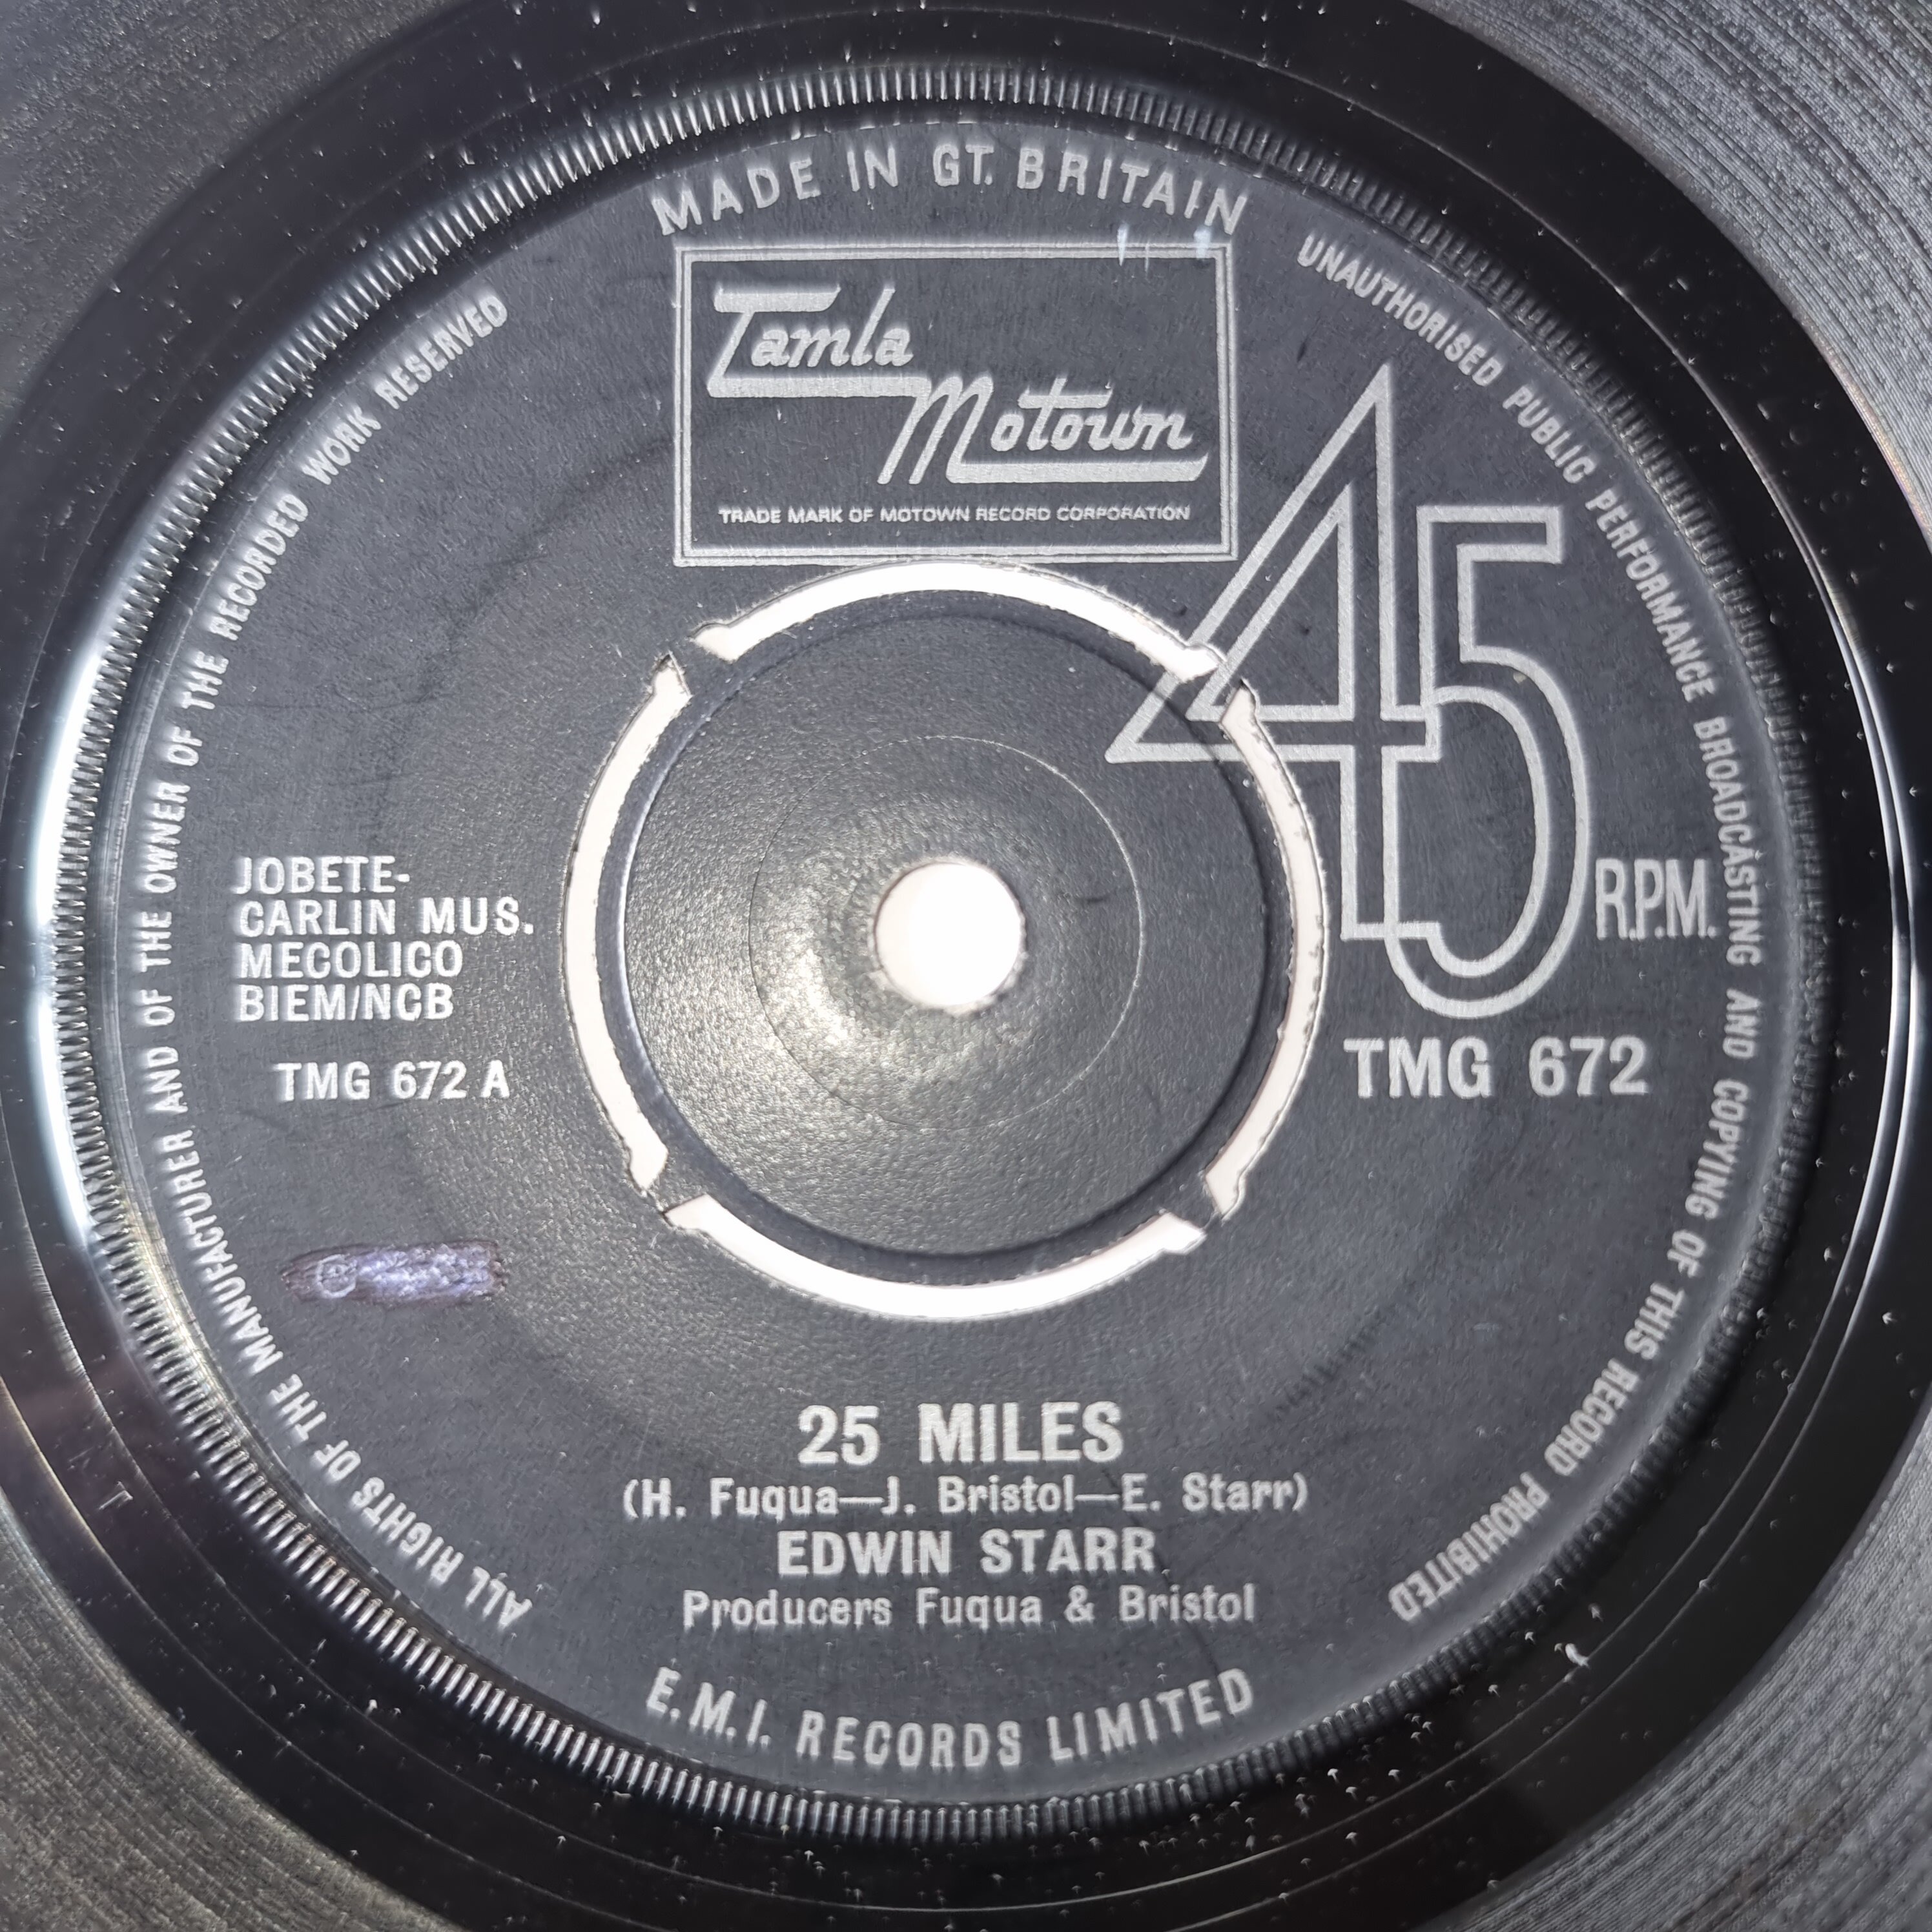 MADE IN GT. BRITAIN
Tamla
Motown
TRADE MARK OF MOTOWN RECORD CORPORATION
45
R.P.M.
TMG 672
JOBETE-
CARLIN MUS.
MECOLICO
BIEM/NCB
TMG 672 A
25 MILES
(H. Fuqua—J. Bristol—E. Starr)
EDWIN STARR
Producers Fuqua & Bristol
E.M.I. RECORDS LIMITED
ALL RIGHTS OF THE MANUFACTURER AND OF THE OWNER OF THE RECORDED WORK RESERVED
UNAUTHORISED PUBLIC PERFORMANCE BROADCASTING AND COPYING OF THIS RECORD PROHIBITED